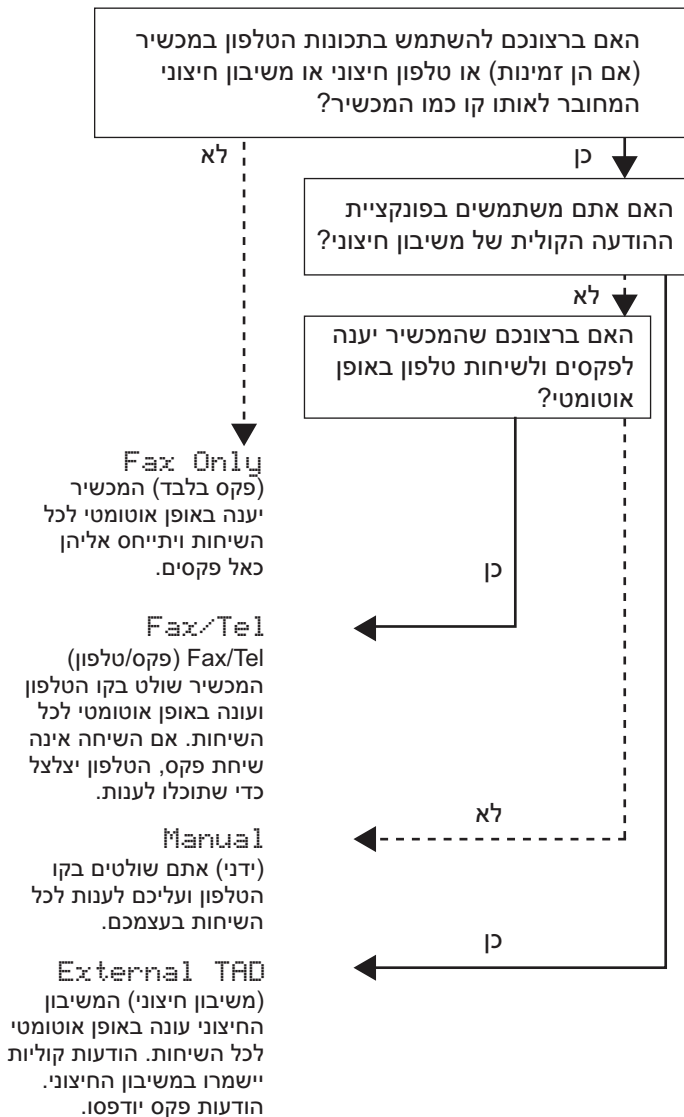 האם ברצונכם להשתמש בתכונות הטלפון במכשיר
(אם הן זמינות) או טלפון חיצוני או משיבון חיצוני
המחובר לאותו קו כמו המכשיר?
כן
לא
האם אתם משתמשים בפונקציית
ההודעה הקולית של משיבון חיצוני?
לא
האם ברצונכם שהמכשיר יענה
לפקסים ולשיחות טלפון באופן
אוטומטי?
Fax Only
(פקס בלבד) המכשיר
יענה באופן אוטומטי לכל
השיחות ויתייחס אליהן
כאל פקסים.
כן
Fax/Tel
Fax/Tel (פקס/טלפון)
המכשיר שולט בקו הטלפון
ועונה באופן אוטומטי לכל
השיחות. אם השיחה אינה
שיחת פקס, הטלפון יצלצל
כדי שתוכלו לענות.
לא
Manual
(ידני) אתם שולטים בקו
הטלפון ועליכם לענות לכל
השיחות בעצמכם.
כן
External TAD
(משיבון חיצוני) המשיבון
החיצוני עונה באופן אוטומטי
לכל השיחות. הודעות קוליות
יישמרו במשיבון החיצוני.
הודעות פקס יודפסו.